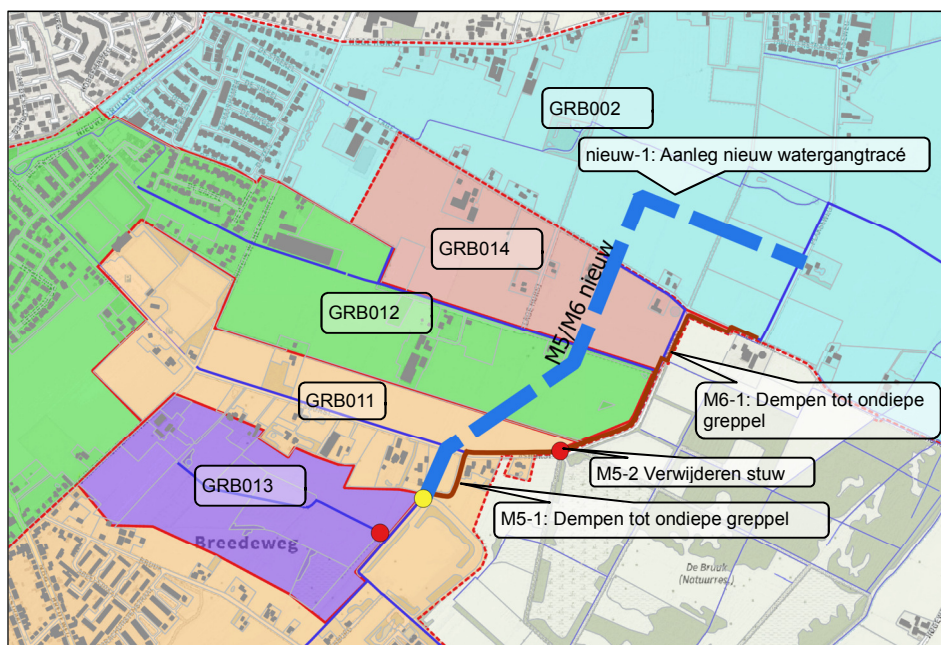 GRB002
nieuw-1: Aanleg nieuw watergangtracé
GRB014
M5/M6 nieuw
GRB012
M6-1: Dempen tot ondiepe
greppel
GRB011
M5-2 Verwijderen stuw
GRB013
M5-1: Dempen tot ondiepe greppel
Breedeweg
De Bruuk
(Natuurres.)